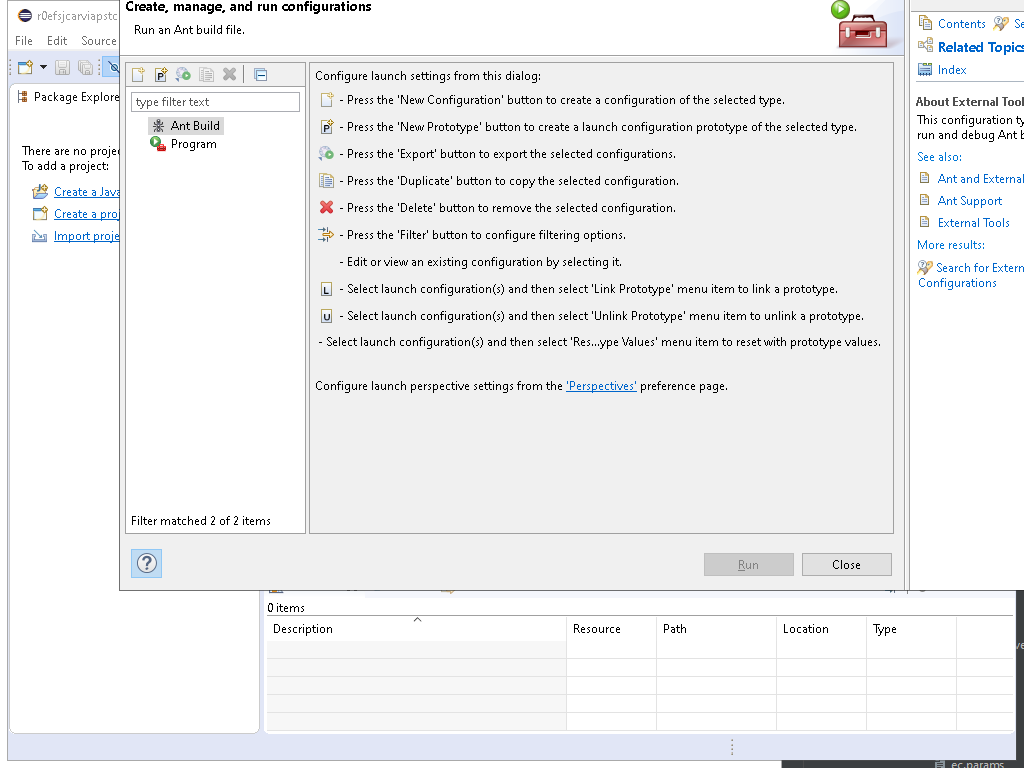 Create, manage, and run configurations
Run an Ant build file.
r0efsjcarviapstc
File Edit Source
Package Explore
There are no projec
To add a project:
Create a Java
Create a proj
Import proje
type filter text
Ant Build
Program
Filter matched 2 of 2 items
Configure launch settings from this dialog:
- Press the 'New Configuration' button to create a configuration of the selected type.
P - Press the 'New Prototype' button to create a launch configuration prototype of the selected type.
- Press the 'Export' button to export the selected configurations.
- Press the 'Duplicate' button to copy the selected configuration.
- Press the 'Delete' button to remove the selected configuration.
- Press the 'Filter' button to configure filtering options.
- Edit or view an existing configuration by selecting it.
L - Select launch configuration(s) and then select 'Link Prototype' menu item to link a prototype.
U - Select launch configuration(s) and then select 'Unlink Prototype' menu item to unlink a prototype.
- Select launch configuration(s) and then select 'Res...ype Values' menu item to reset with prototype values.
Configure launch perspective settings from the 'Perspectives' preference page.
?
Run
Close
Contents Se
Related Topics
Index
About External Tool
This configuration ty
run and debug Ant b
See also:
Ant and External
Ant Support
External Tools
More results:
Search for Extern
Configurations
0 items
Description Resource Path Location Type
ve
ec.params